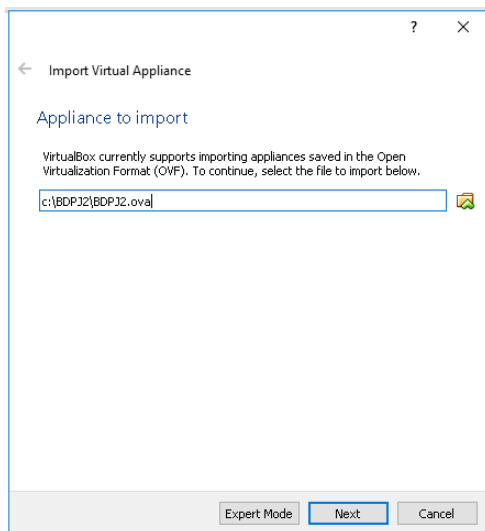 ?
Import Virtual Appliance
Appliance to import
VirtualBox currently supports importing appliances saved in the Open
Virtualization Format (OVF). To continue, select the file to import below.
c:\BDPJ2\BDPJ2.ova
Expert Mode Next Cancel